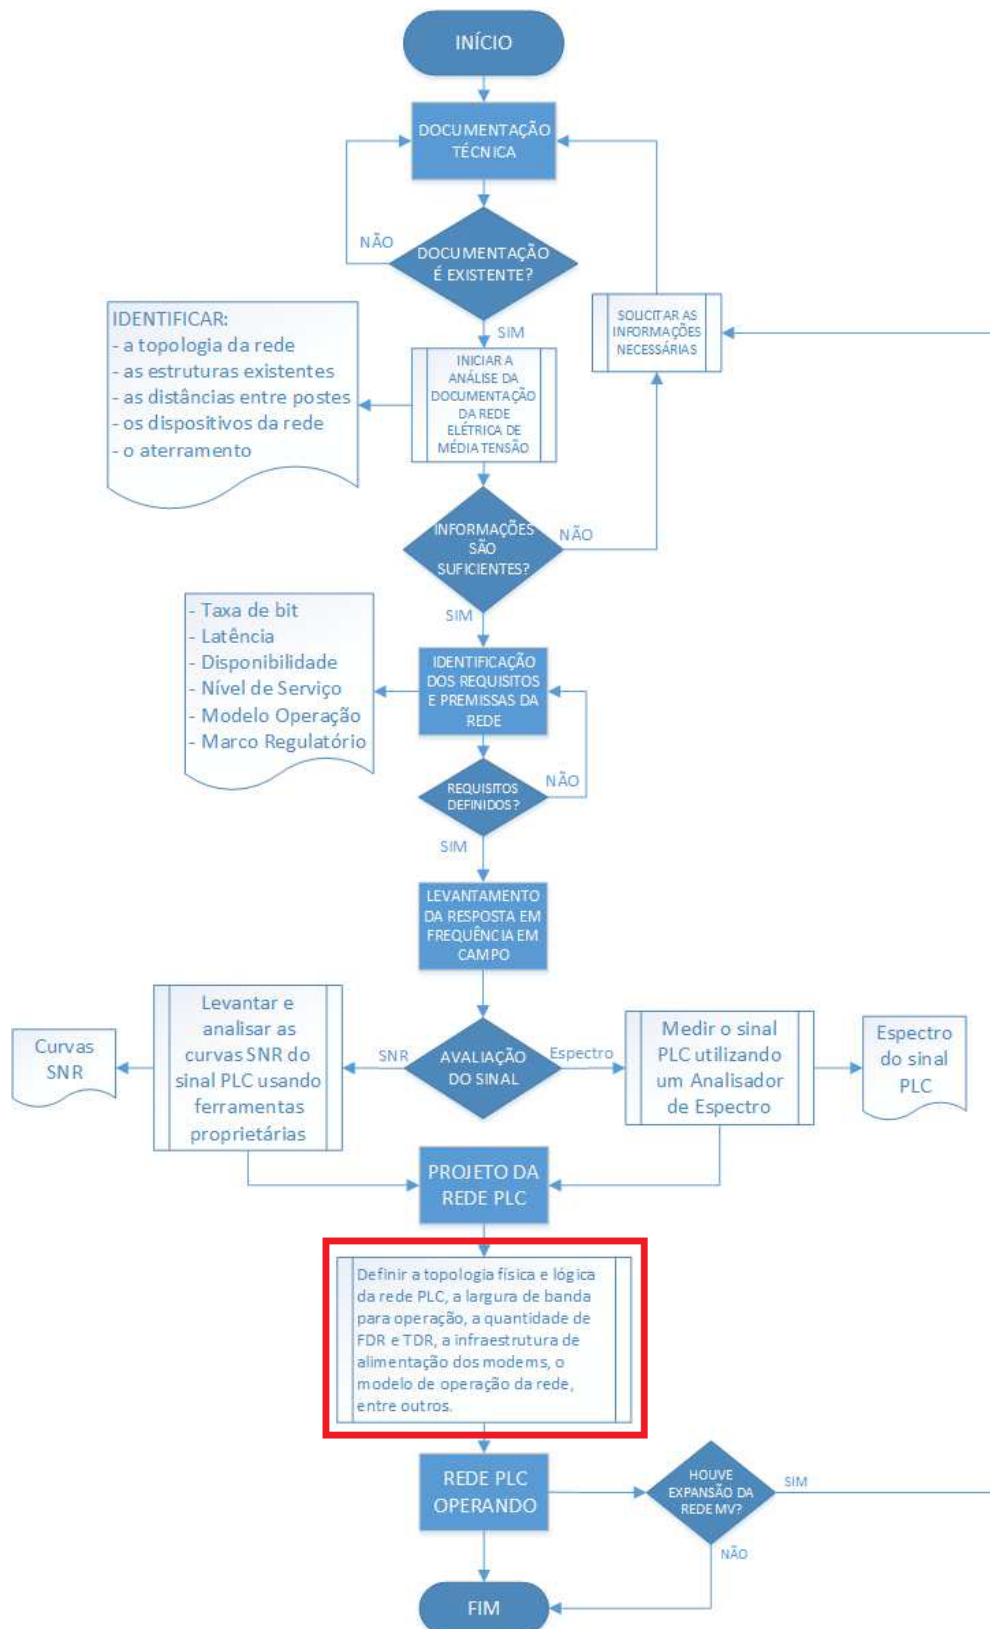 INÍCIO
DOCUMENTAÇÃO
TÉCNICA
NÃO
DOCUMENTAÇÃO
É EXISTENTE?
SIM
IDENTIFICAR:
- a topologia da rede
- as estruturas existentes
- as distâncias entre postes
- os dispositivos da rede
- o aterramento
INICIAR A
ANÁLISE DA
DOCUMENTAÇÃO
DA REDE
ELÉTRICA DE
MÉDIA TENSÃO
SOLICITAR AS
INFORMAÇÕES
NECESSÁRIAS
INFORMAÇÕES
SÃO
SUFICIENTES?
NÃO
SIM
- Taxa de bit
- Latência
- Disponibilidade
- Nível de Serviço
- Modelo Operação
- Marco Regulatório
IDENTIFICAÇÃO
DOS REQUISITOS
E PREMISSAS DA
REDE
REQUISITOS
DEFINIDOS?
NÃO
SIM
LEVANTAMENTO
DA RESPOSTA EM
FREQUÊNCIA EM
CAMPO
AVALIAÇÃO
DO SINAL
SNR
Espectro
Levantar e
analisar as
curvas SNR do
sinal PLC usando
ferramentas
proprietárias
Curvas
SNR
Medir o sinal
PLC utilizando
um Analisador
de Espectro
Espectro
do sinal
PLC
PROJETO DA
REDE PLC
Definir a topologia física e lógica
da rede PLC, a largura de banda
para operação, a quantidade de
FDR e TDR, a infraestrutura de
alimentação dos modems, o
modelo de operação da rede,
entre outros.
REDE PLC
OPERANDO
HOUVE
EXPANSÃO DA
REDE MV?
SIM
NÃO
FIM